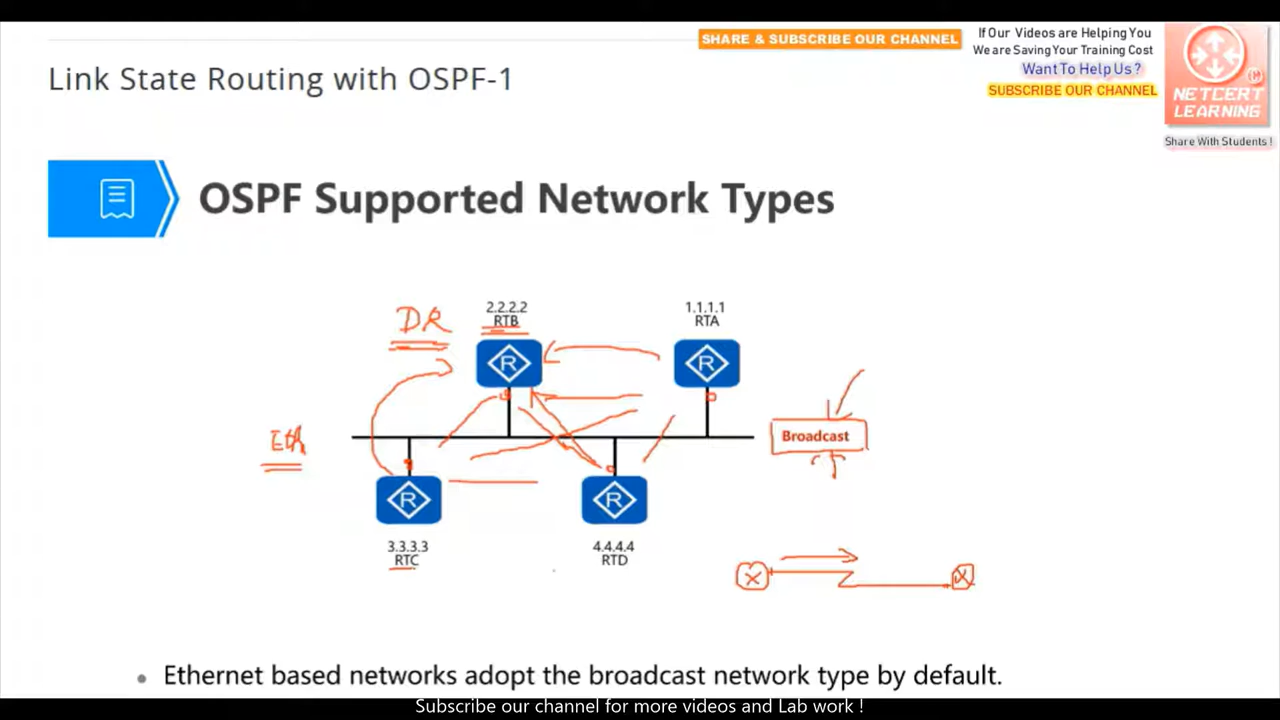 SHARE & SUBSCRIBE OUR CHANNEL
If Our Videos are Helping You
We are Saving Your Training Cost
Want To Help Us ?
SUBSCRIBE OUR CHANNEL
NETCERT
LEARNING
R
Share With Students !
Link State Routing with OSPF-1
OSPF Supported Network Types
DR
2.2.2.2
RTB
1.1.1.1
RTA
R
R
Eth
Broadcast
R
R
3.3.3.3
RTC
4.4.4.4
RTD
X
X
• Ethernet based networks adopt the broadcast network type by default.
Subscribe our channel for more videos and Lab work !